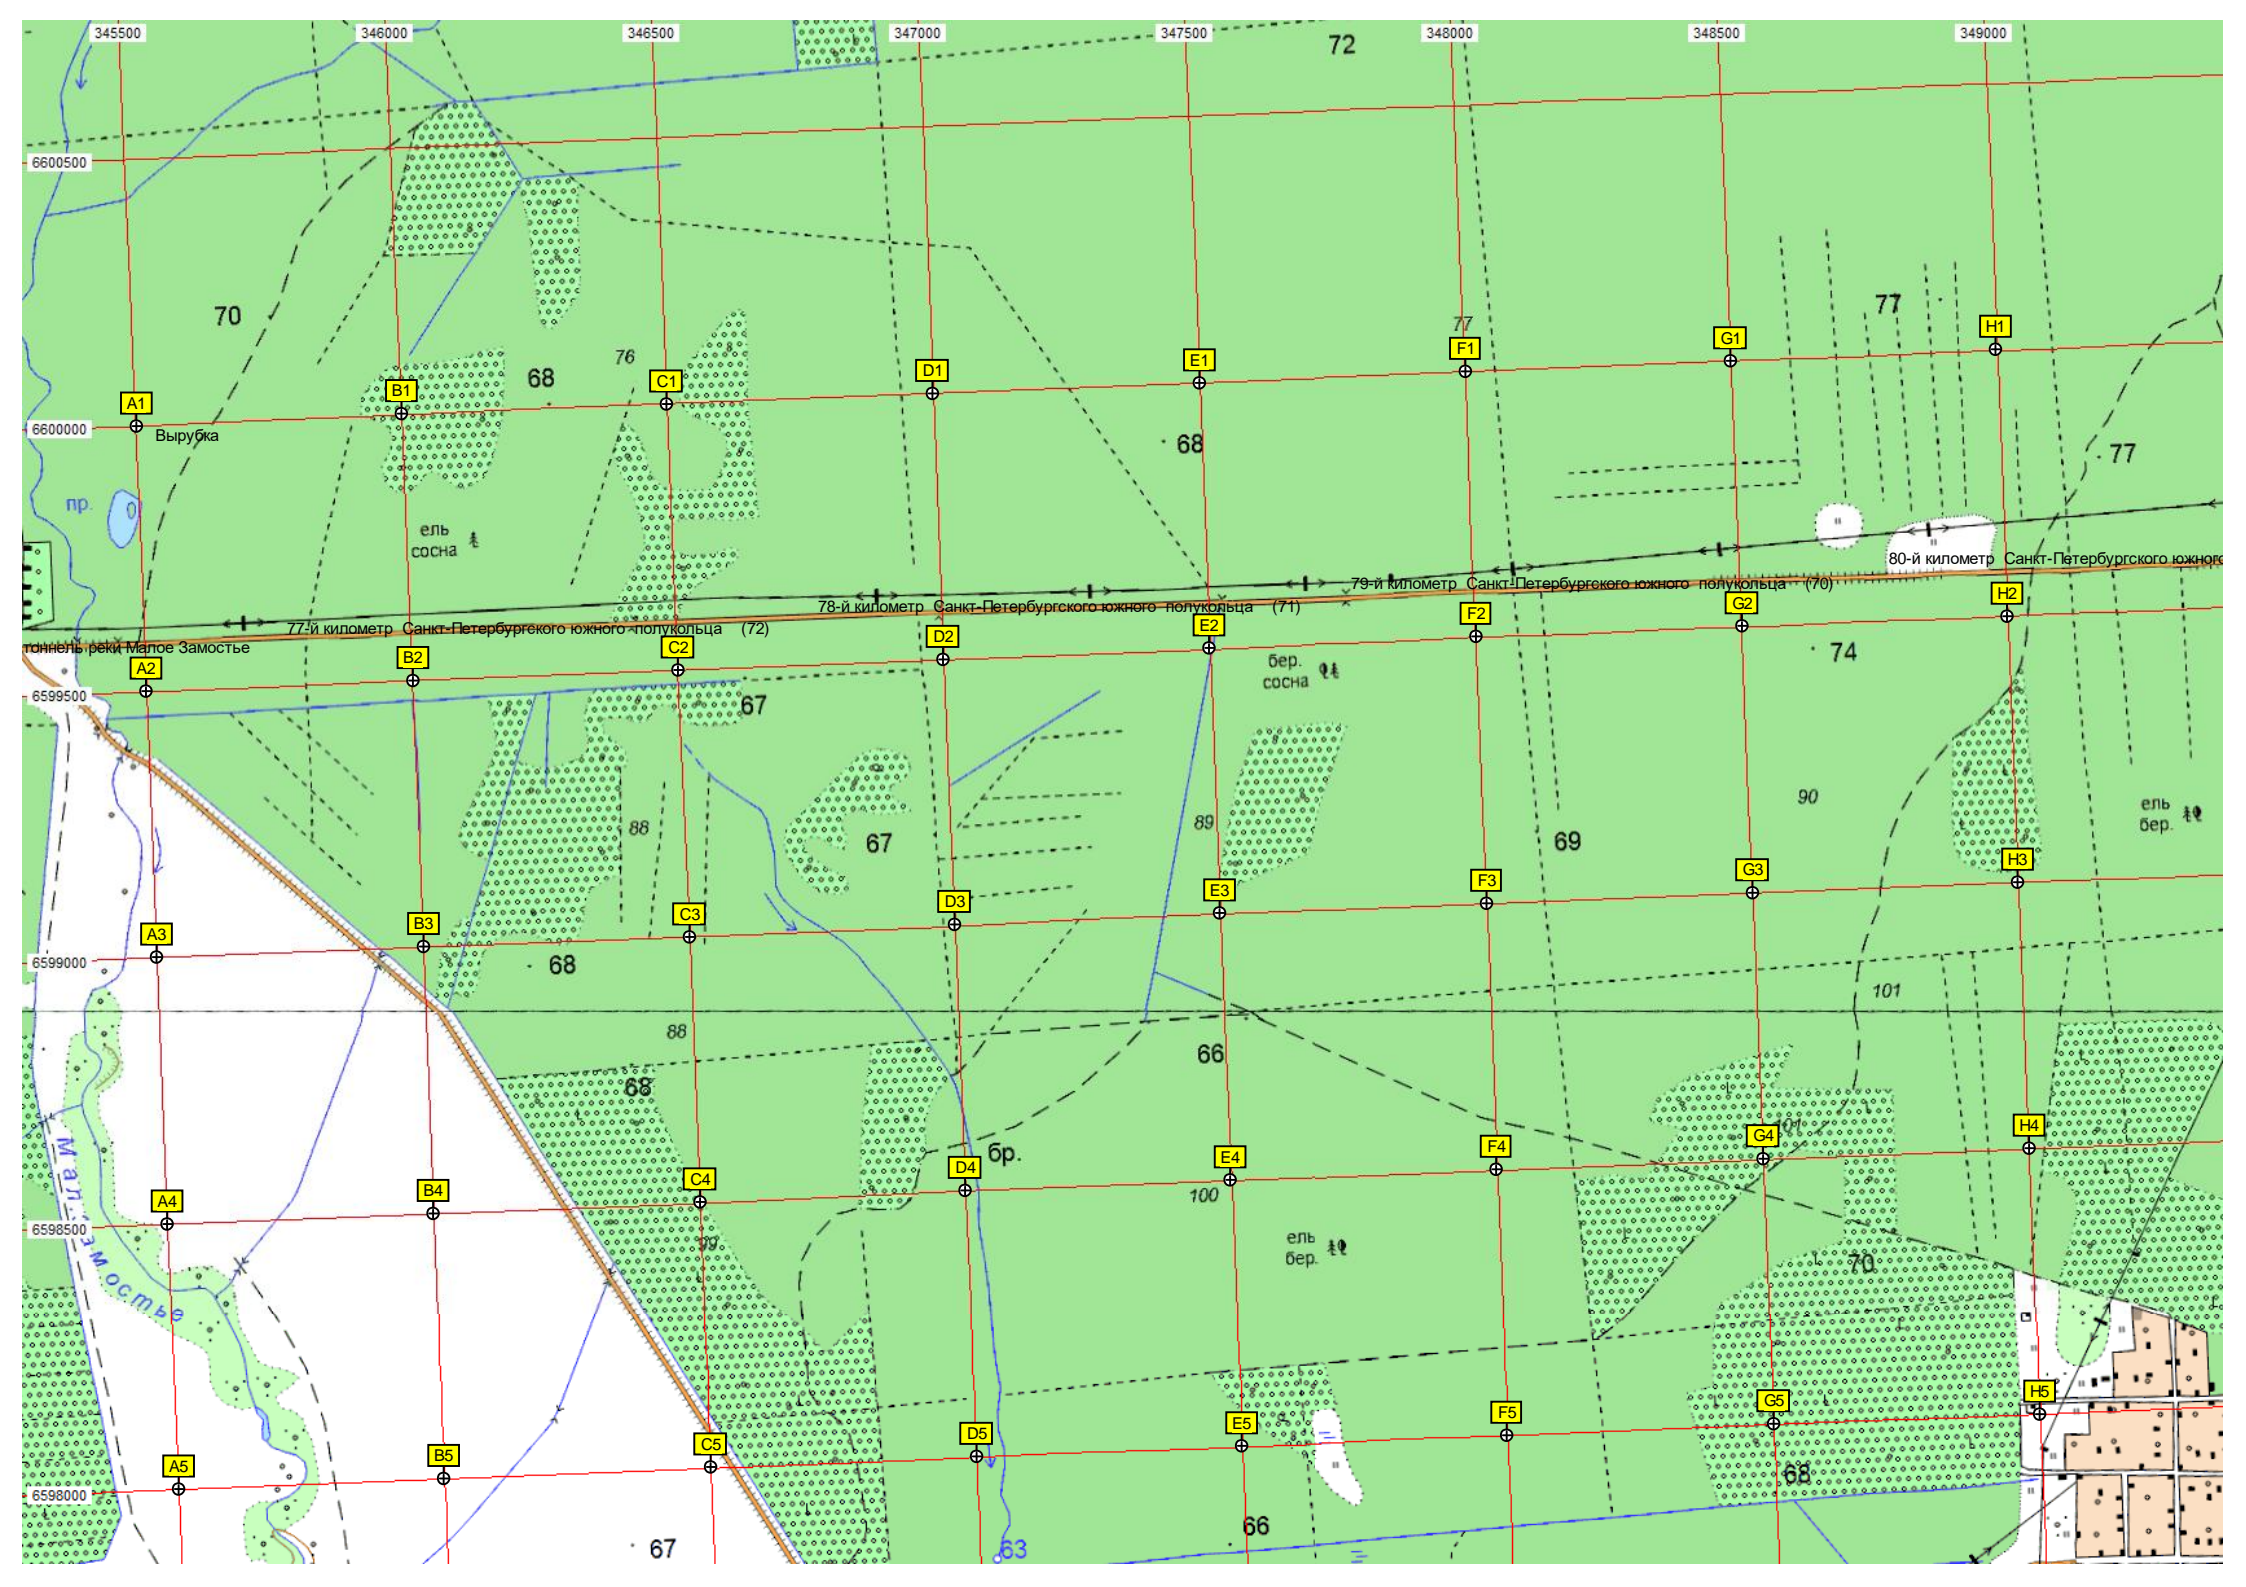 345500 346000 346500 347000 347500 348000 348500 349000
72
6600500
70
77
77
76
68
A1 B1 C1 D1 E1 F1 G1 H1
6600000
Вырубка
68
77
пр.
ель
сосна
80-й километр Санкт-Петербургского южного
79-й километр Санкт-Петербургского южного полукольца (70)
78-й километр Санкт-Петербургского южного полукольца (71)
77-й километр Санкт-Петербургского южного полукольца (72)
тоннель реки Малое Замостье
A2 B2 C2 D2 E2 F2 G2 H2
74
бер.
сосна
6599500
67
90
ель
бер.
88
67
89
69
A3 B3 C3 D3 E3 F3 G3 H3
6599000
68
101
88
66
68
101
бр.
A4 B4 C4 D4 E4 F4 G4 H4
100
6598500
99
ель
бер.
70
A5 B5 C5 D5 E5 F5 G5 H5
68
6598000
66
67
63